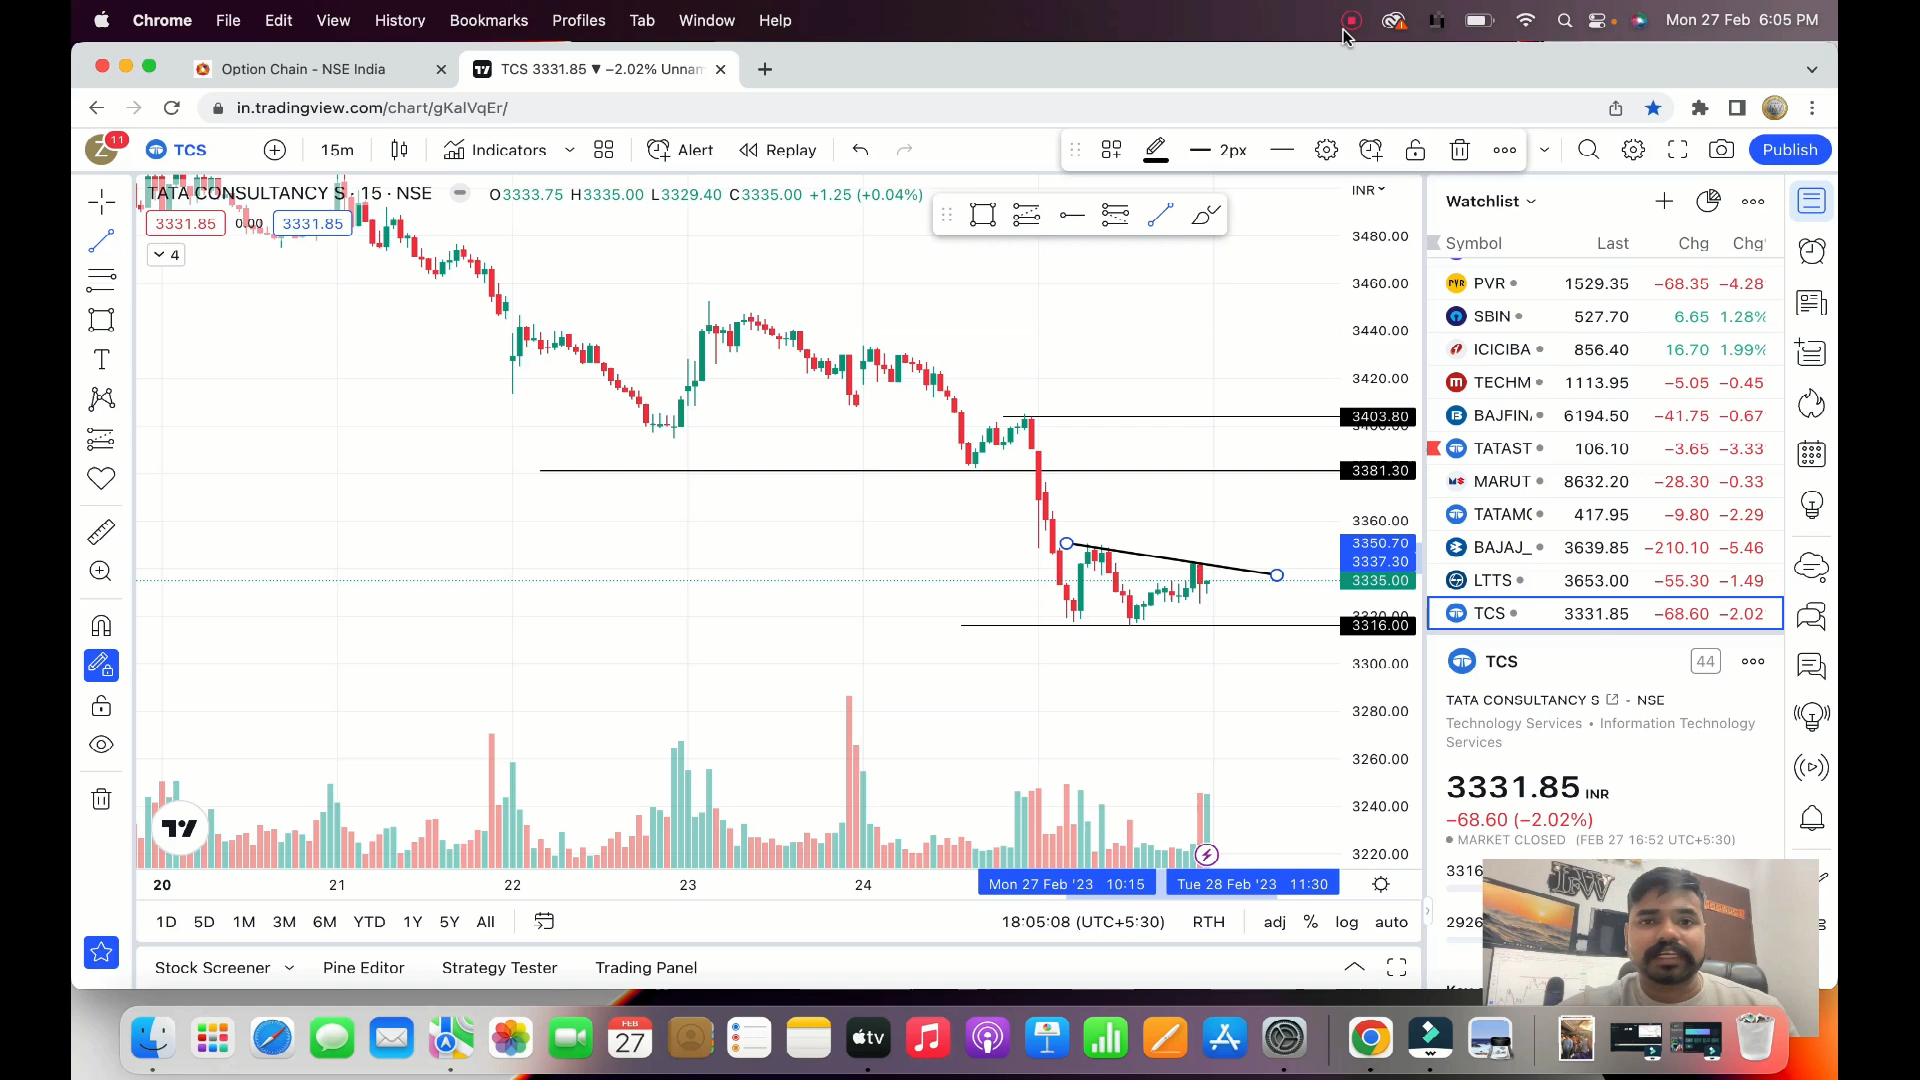 Chrome File Edit View History Bookmarks Profiles Tab Window Help Mon 27 Feb 6:05 PM
Option Chain - NSE India
TCS 3331.85 ▼ −2.02% Unnam
in.tradingview.com/chart/gKalVqEr/
Z 11 TCS 15m Indicators Alert Replay 2px Publish
TATA CONSULTANCY S · 15 · NSE O3333.75 H3335.00 L3329.40 C3335.00 +1.25 (+0.04%)
3331.85 0.00 3331.85
4
INR
3480.00
3460.00
3440.00
3420.00
3403.80
3400.00
3381.30
3360.00
3350.70
3337.30
3335.00
3320.00
3316.00
3300.00
3280.00
3260.00
3240.00
3220.00
20 21 22 23 24 Mon 27 Feb '23 10:15 Tue 28 Feb '23 11:30
1D 5D 1M 3M 6M YTD 1Y 5Y All 18:05:08 (UTC+5:30) RTH adj % log auto
Stock Screener Pine Editor Strategy Tester Trading Panel
Watchlist
Symbol Last Chg Chg
PVR 1529.35 −68.35 −4.28
SBIN 527.70 6.65 1.28%
ICICIBA 856.40 16.70 1.99%
TECHM 1113.95 −5.05 −0.45
BAJFIN 6194.50 −41.75 −0.67
TATAST 106.10 −3.65 −3.33
MARUT 8632.20 −28.30 −0.33
TATAMO 417.95 −9.80 −2.29
BAJAJ_ 3639.85 −210.10 −5.46
LTTS 3653.00 −55.30 −1.49
TCS 3331.85 −68.60 −2.02
TCS 44
TATA CONSULTANCY S - NSE
Technology Services • Information Technology
Services
3331.85 INR
−68.60 (−2.02%)
MARKET CLOSED (FEB 27 16:52 UTC+5:30)
3316
2926
FEB
27
tv